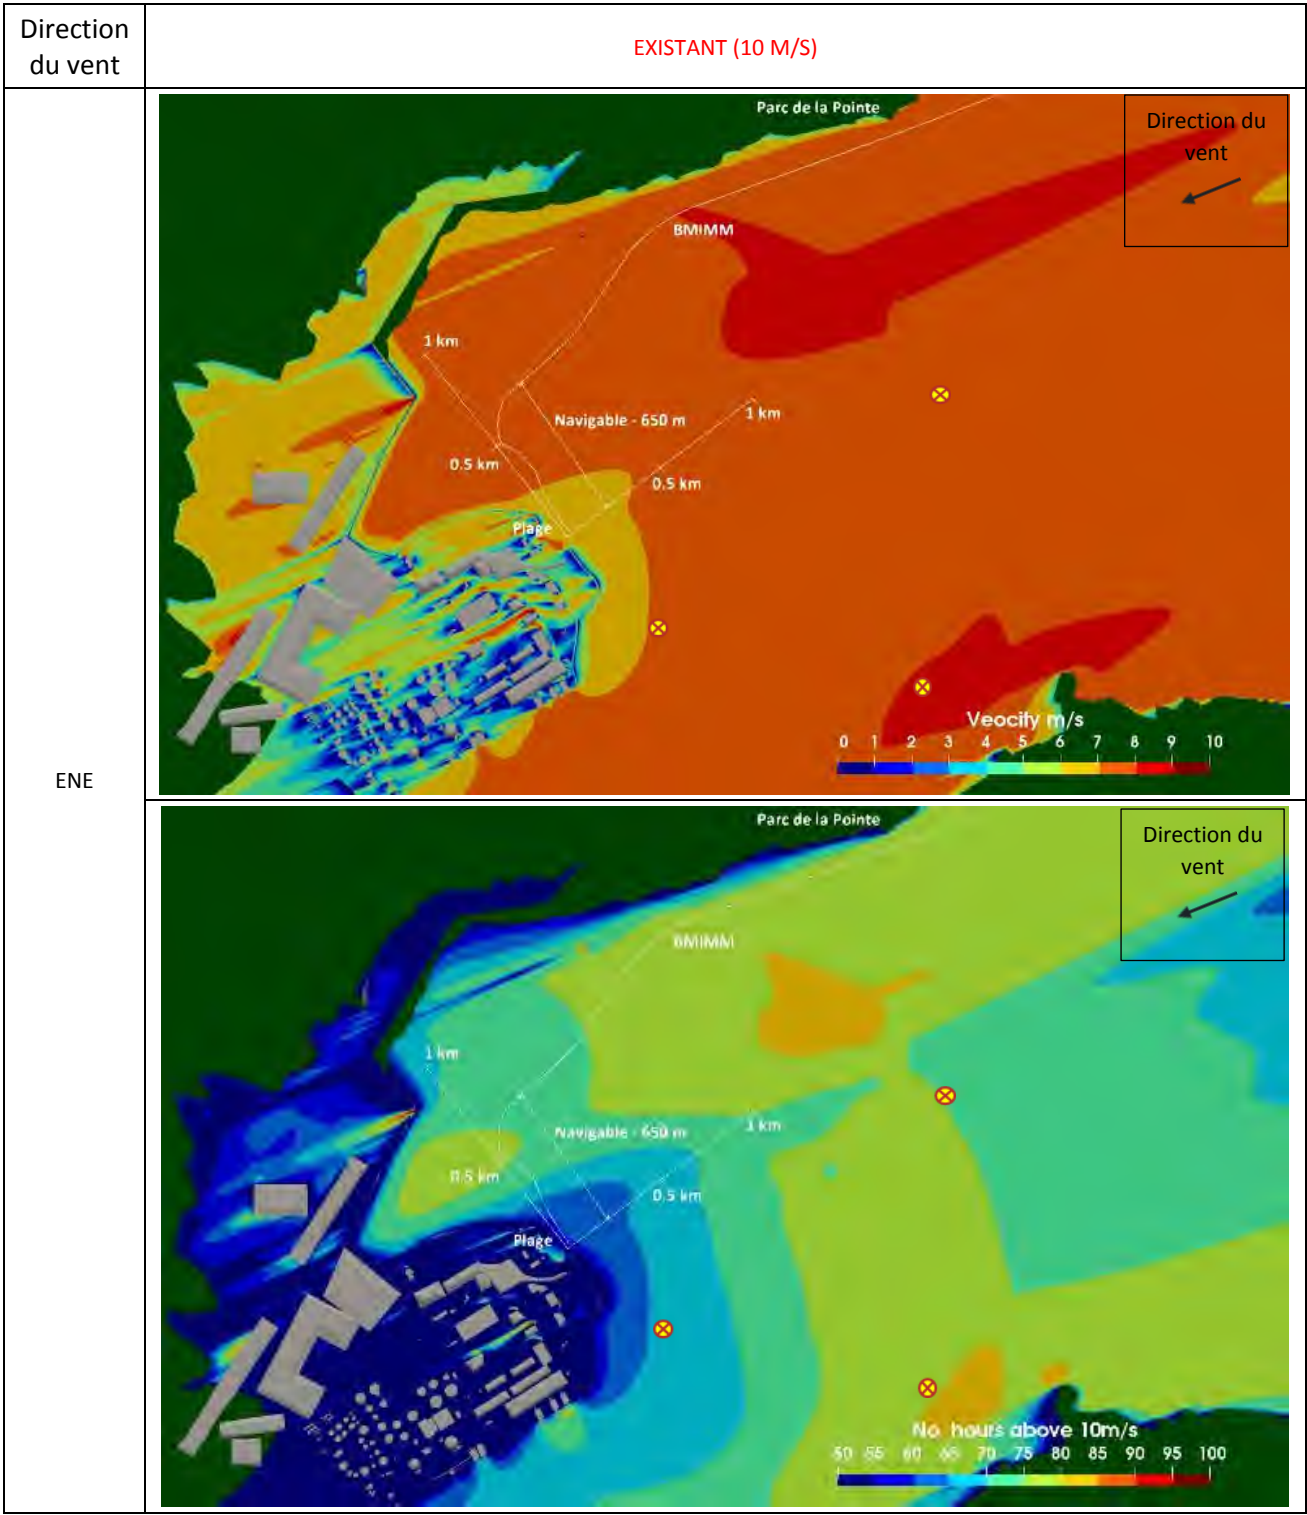 Direction
du vent
EXISTANT (10 M/S)
ENE
Parc de la Pointe
Direction du
vent
BMIMM
1 km
Navigable - 650 m
1 km
0.5 km
0.5 km
Plage
Veocity m/s
0 1 2 3 4 5 6 7 8 9 10
Parc de la Pointe
Direction du
vent
BMIMM
1 km
Navigable - 650 m
1 km
0.5 km
0.5 km
Plage
No. hours above 10m/s
50 55 60 65 70 75 80 85 90 95 100